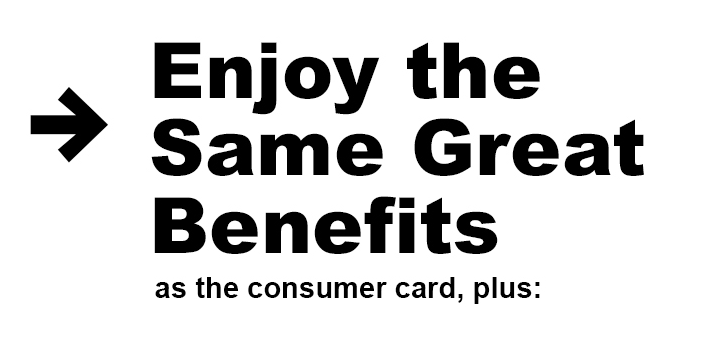 Enjoy the
Same Great
Benefits
as the consumer card, plus: